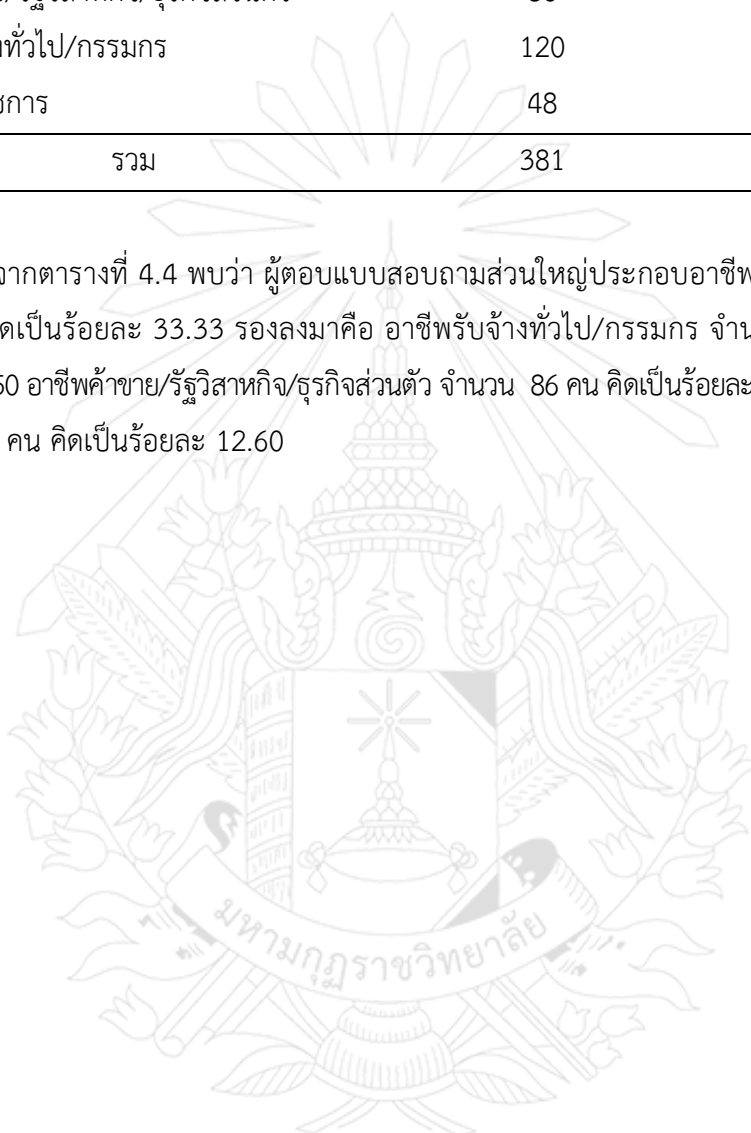 ทั่วไป/กรรมกร 120
48
รวม 381
จากตารางที่ 4.4 พบว่า ผู้ตอบแบบสอบถามส่วนใหญ่ประกอบอาชีพ
คิดเป็นร้อยละ 33.33 รองลงมาคือ อาชีพรับจ้างทั่วไป/กรรมกร
50 อาชีพค้าขาย/รัฐวิสาหกิจ/ธุรกิจส่วนตัว จำนวน 86 คน คิดเป็นร้อยละ
คน คิดเป็นร้อยละ 12.60
มหามกุฏราชวิทยาลัย